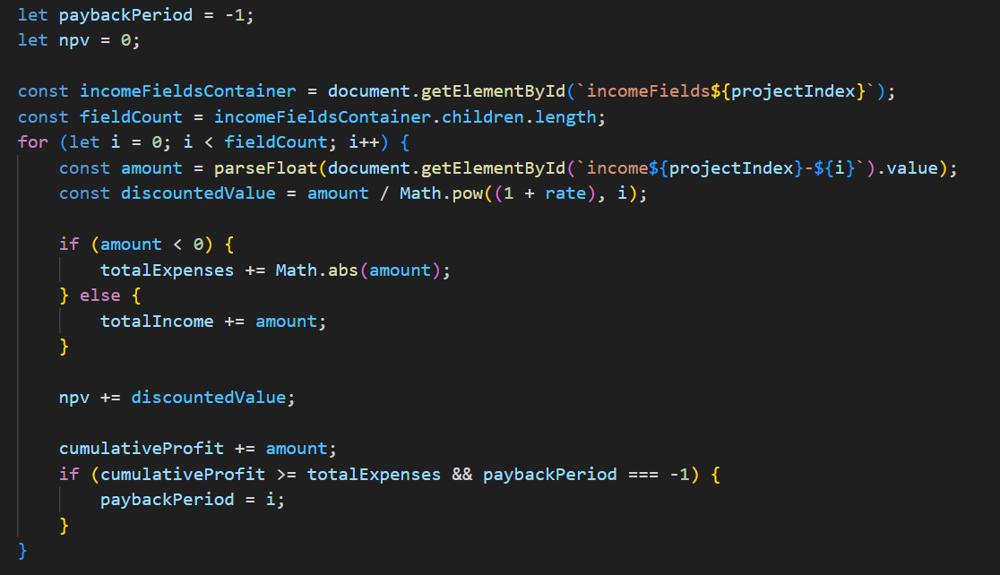 let paybackPeriod = -1;
let npv = 0;
const incomeFieldsContainer = document.getElementById(`incomeFields${projectIndex}`);
const fieldCount = incomeFieldsContainer.children.length;
for (let i = 0; i < fieldCount; i++) {
    const amount = parseFloat(document.getElementById(`income${projectIndex}-${i}`).value);
    const discountedValue = amount / Math.pow((1 + rate), i);
    if (amount < 0) {
        totalExpenses += Math.abs(amount);
    } else {
        totalIncome += amount;
    }
    npv += discountedValue;
    cumulativeProfit += amount;
    if (cumulativeProfit >= totalExpenses && paybackPeriod === -1) {
        paybackPeriod = i;
    }
}